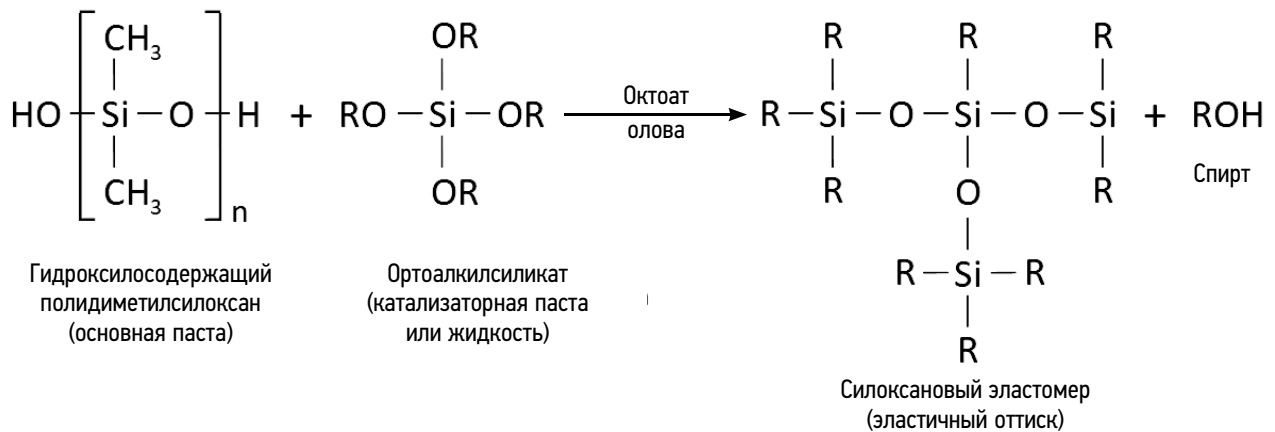 CH₃ OR R R R
HO Si O H + RO Si OR Октоат олова R Si O Si O Si + ROH
CH₃ n OR R O R Спирт
R Si R
R
Гидроксилосодержащий
полидиметилсилоксан
(основная паста)
Ортоалкилсиликат
(катализаторная паста
или жидкость)
Силоксановый эластомер
(эластичный оттиск)